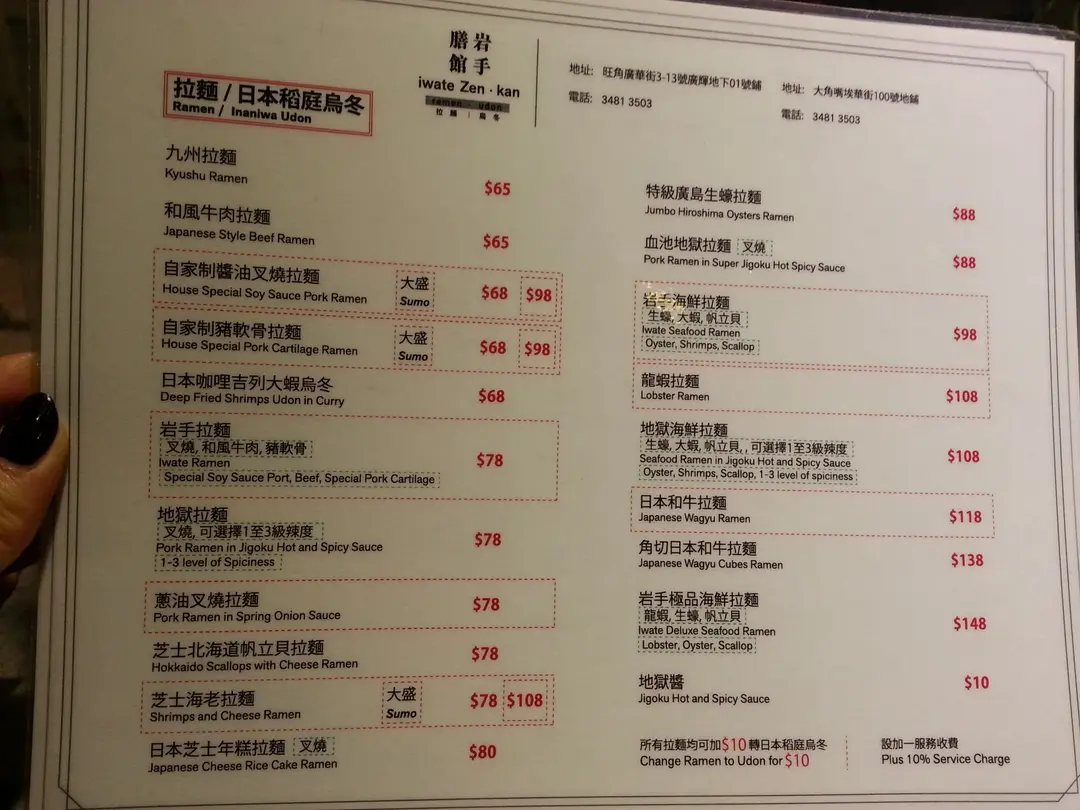 膳岩
館手
iwate Zen · kan
ramen · udon
拉麵 | 烏冬
地址: 旺角廣華街3-13號廣輝地下01號鋪
電話: 3481 3503
地址: 大角嘴埃華街100號地鋪
電話: 3481 3503
拉麵 / 日本稻庭烏冬
Ramen / Inaniwa Udon
九州拉麵
Kyushu Ramen
$65
和風牛肉拉麵
Japanese Style Beef Ramen
$65
自家制醬油叉燒拉麵
House Special Soy Sauce Pork Ramen
大盛
Sumo
$68 $98
自家制豬軟骨拉麵
House Special Pork Cartilage Ramen
大盛
Sumo
$68 $98
日本咖哩吉列大蝦烏冬
Deep Fried Shrimps Udon in Curry
$68
岩手拉麵
叉燒, 和風牛肉, 豬軟骨
Iwate Ramen
Special Soy Sauce Port, Beef, Special Pork Cartilage
$78
地獄拉麵
叉燒, 可選擇1至3級辣度
Pork Ramen in Jigoku Hot and Spicy Sauce
1-3 level of Spiciness
$78
蔥油叉燒拉麵
Pork Ramen in Spring Onion Sauce
$78
芝士北海道帆立貝拉麵
Hokkaido Scallops with Cheese Ramen
$78
芝士海老拉麵
Shrimps and Cheese Ramen
大盛
Sumo
$78 $108
日本芝士年糕拉麵 叉燒
Japanese Cheese Rice Cake Ramen
$80
特級廣島生蠔拉麵
Jumbo Hiroshima Oysters Ramen
$88
血池地獄拉麵 叉燒
Pork Ramen in Super Jigoku Hot Spicy Sauce
$88
岩手海鮮拉麵
生蠔, 大蝦, 帆立貝
Iwate Seafood Ramen
Oyster, Shrimps, Scallop
$98
龍蝦拉麵
Lobster Ramen
$108
地獄海鮮拉麵
生蠔, 大蝦, 帆立貝, , 可選擇1至3級辣度
Seafood Ramen in Jigoku Hot and Spicy Sauce
Oyster, Shrimps, Scallop, 1-3 level of spiciness
$108
日本和牛拉麵
Japanese Wagyu Ramen
$118
角切日本和牛拉麵
Japanese Wagyu Cubes Ramen
$138
岩手極品海鮮拉麵
龍蝦, 生蠔, 帆立貝
Iwate Deluxe Seafood Ramen
Lobster, Oyster, Scallop
$148
地獄醬
Jigoku Hot and Spicy Sauce
$10
所有拉麵均可加$10 轉日本稻庭烏冬
Change Ramen to Udon for $10
設加一服務收費
Plus 10% Service Charge